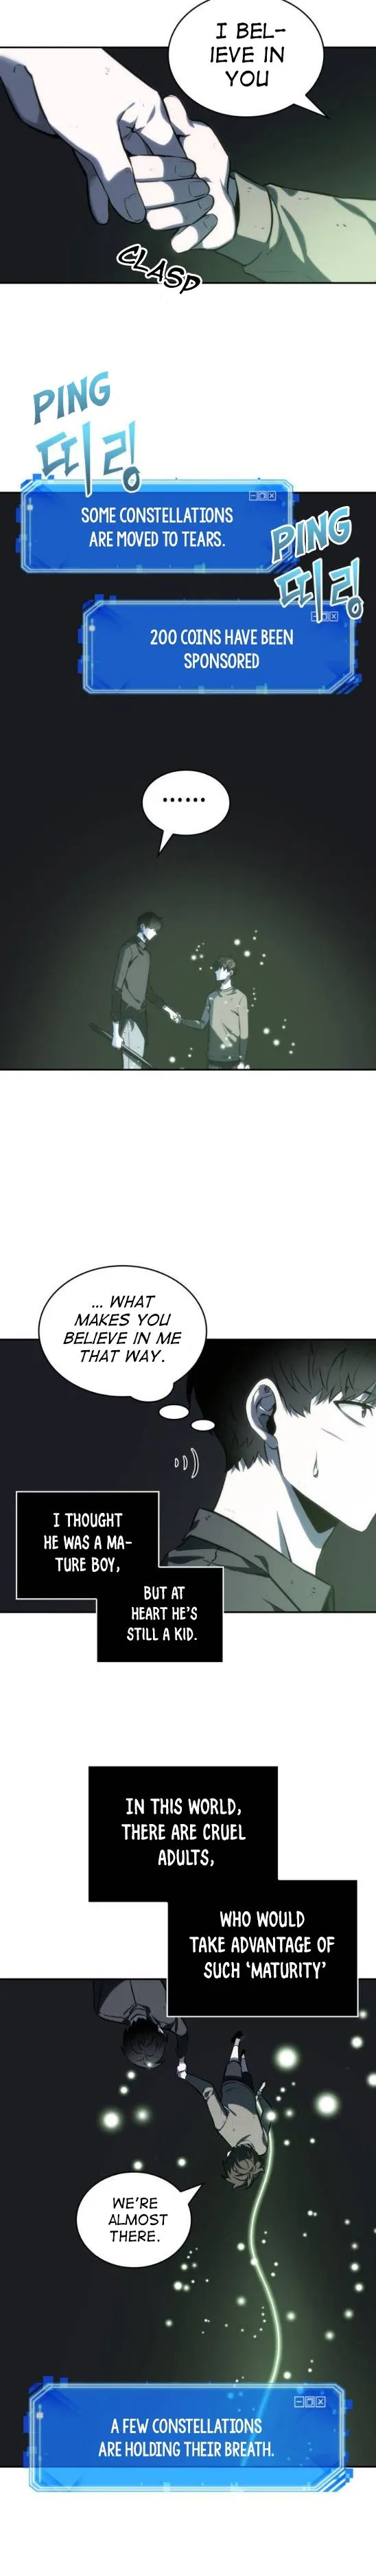 I BEL-
IEVE IN
YOU
CLASP
PING
띠링
SOME CONSTELLATIONS
ARE MOVED TO TEARS.
PING
띠링
200 COINS HAVE BEEN
SPONSORED
......
... WHAT
MAKES YOU
BELIEVE IN ME
THAT WAY.
I THOUGHT
HE WAS A MA-
TURE BOY,
BUT AT
HEART HE'S
STILL A KID.
IN THIS WORLD,
THERE ARE CRUEL
ADULTS,
WHO WOULD
TAKE ADVANTAGE OF
SUCH 'MATURITY'
WE'RE
ALMOST
THERE.
A FEW CONSTELLATIONS
ARE HOLDING THEIR BREATH.